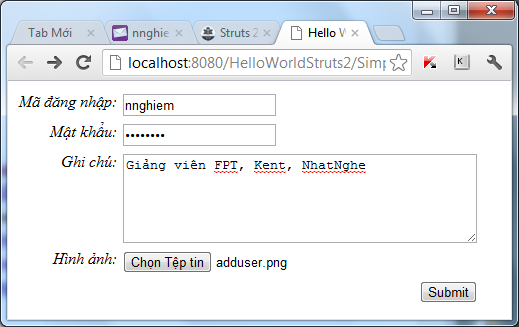 Tab Mới
nnghie
Struts 2
Hello W
localhost:8080/HelloWorldStruts2/Simp
Mã đăng nhập:
nnghiem
Mật khẩu:
••••••••
Ghi chú:
Giảng viên FPT, Kent, NhatNghe
Hình ảnh:
Chọn Tệp tin
adduser.png
Submit